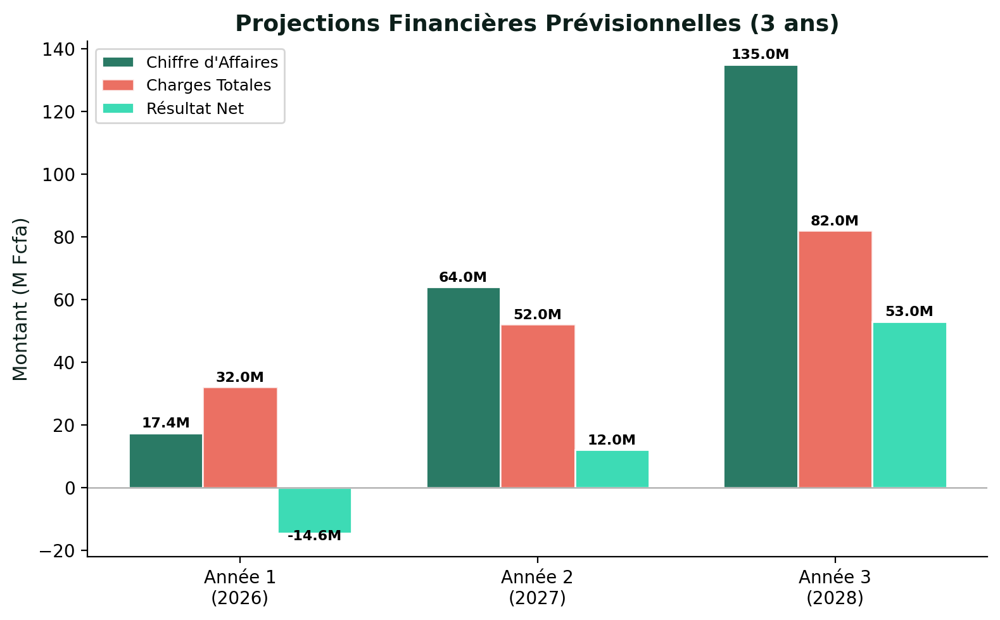 Projections Financières Prévisionnelles (3 ans)
Chiffre d'Affaires
Charges Totales
Résultat Net
Montant (M Fcfa)
140
120
100
80
60
40
20
0
−20
17.4M
32.0M
-14.6M
64.0M
52.0M
12.0M
135.0M
82.0M
53.0M
Année 1
(2026)
Année 2
(2027)
Année 3
(2028)